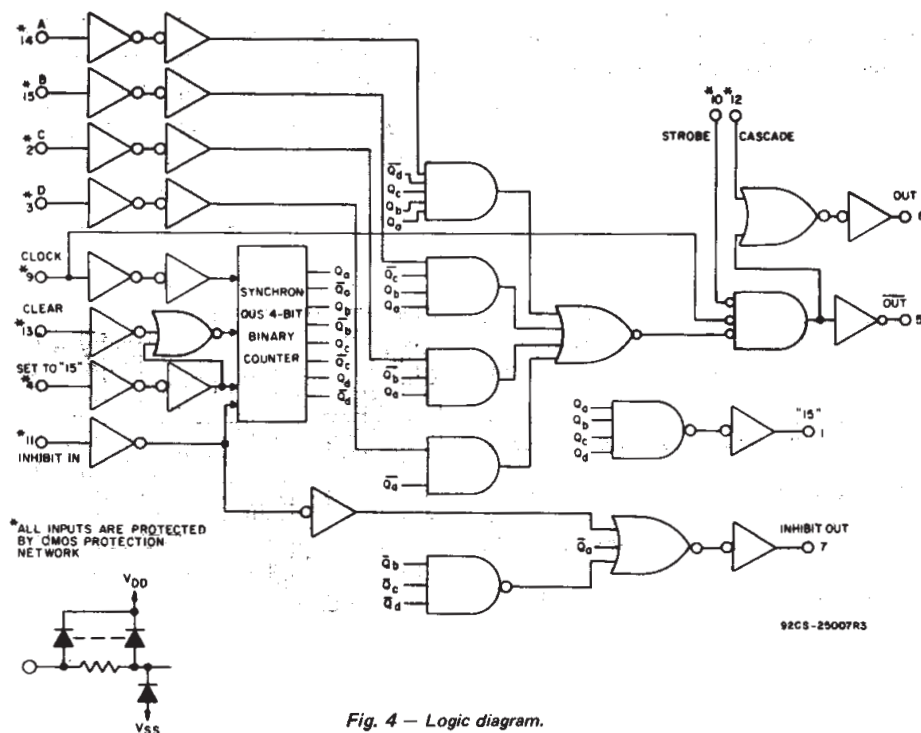 A
*14
B
*15
C
*2
D
*3
CLOCK
*9
CLEAR
*13
SET TO "15"
*4
*11
INHIBIT IN
SYNCHRON
OUS 4-BIT
BINARY
COUNTER
Qa
Q̅a
Qb
Q̅b
Qc
Q̅c
Qd
Q̅d
Q̅d
Qc
Qb
Qa
Q̅c
Qb
Qa
Q̅b
Qa
Q̅a
*10 *12
STROBE CASCADE
OUT
6
O̅U̅T̅
5
Qa
Qb
Qc
Qd
"15"
1
Q̅a
Q̅b
Q̅c
Q̅d
INHIBIT OUT
7
*ALL INPUTS ARE PROTECTED
BY CMOS PROTECTION
NETWORK
VDD
VSS
92CS-25007R3
Fig. 4 — Logic diagram.